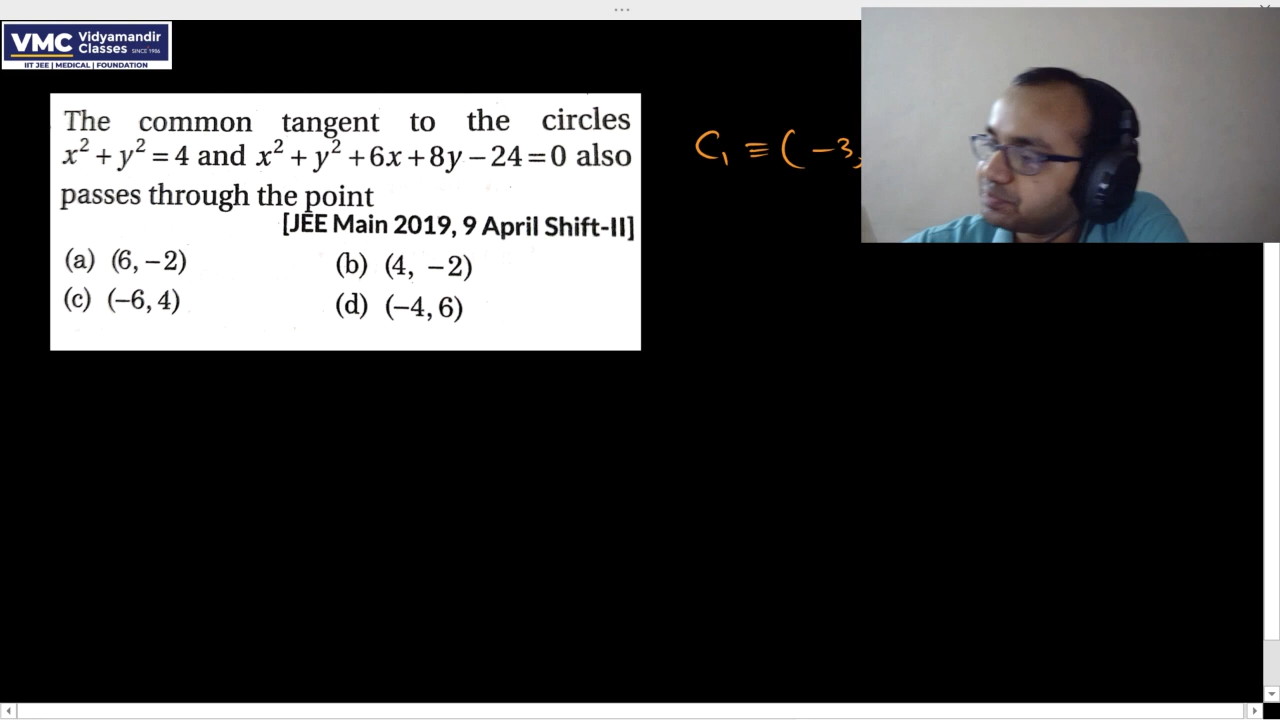 VMC Vidyamandir Classes SINCE 1986
IIT JEE | MEDICAL | FOUNDATION
The common tangent to the circles
x² + y² = 4 and x² + y² + 6x + 8y − 24 = 0 also
passes through the point
[JEE Main 2019, 9 April Shift-II]
(a) (6, −2) (b) (4, −2)
(c) (−6, 4) (d) (−4, 6)
C₁ ≡ (−3,